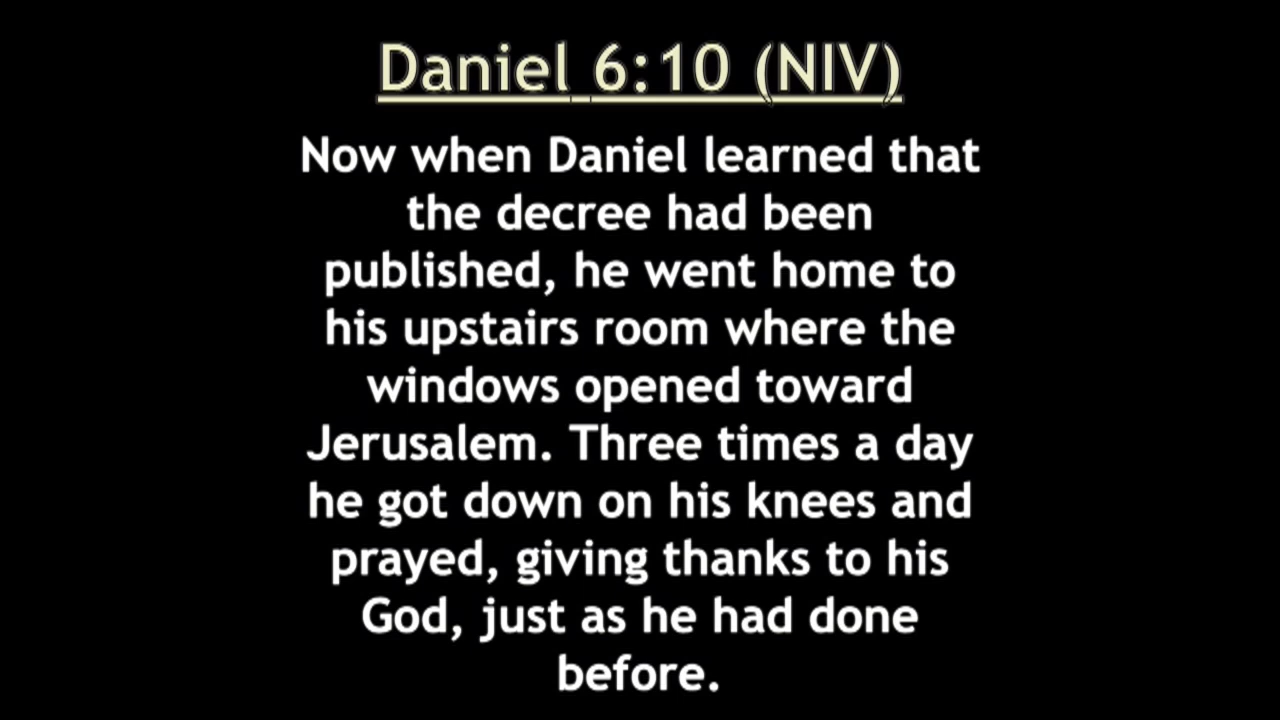 Daniel 6:10 (NIV)
Now when Daniel learned that
the decree had been
published, he went home to
his upstairs room where the
windows opened toward
Jerusalem. Three times a day
he got down on his knees and
prayed, giving thanks to his
God, just as he had done
before.